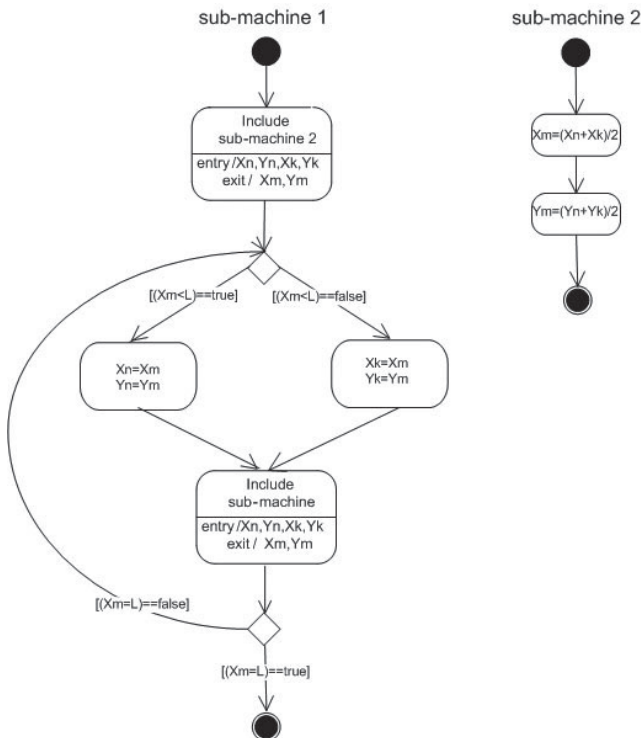 sub-machine 1
Include
sub-machine 2
entry/Xn,Yn,Xk,Yk
exit/ Xm,Ym
[(Xm<L)==true]
[(Xm<L)==false]
Xn=Xm
Yn=Ym
Xk=Xm
Yk=Ym
Include
sub-machine
entry/Xn,Yn,Xk,Yk
exit/ Xm,Ym
[(Xm=L)==false]
[(Xm=L)==true]
sub-machine 2
Xm=(Xn+Xk)/2
Ym=(Yn+Yk)/2